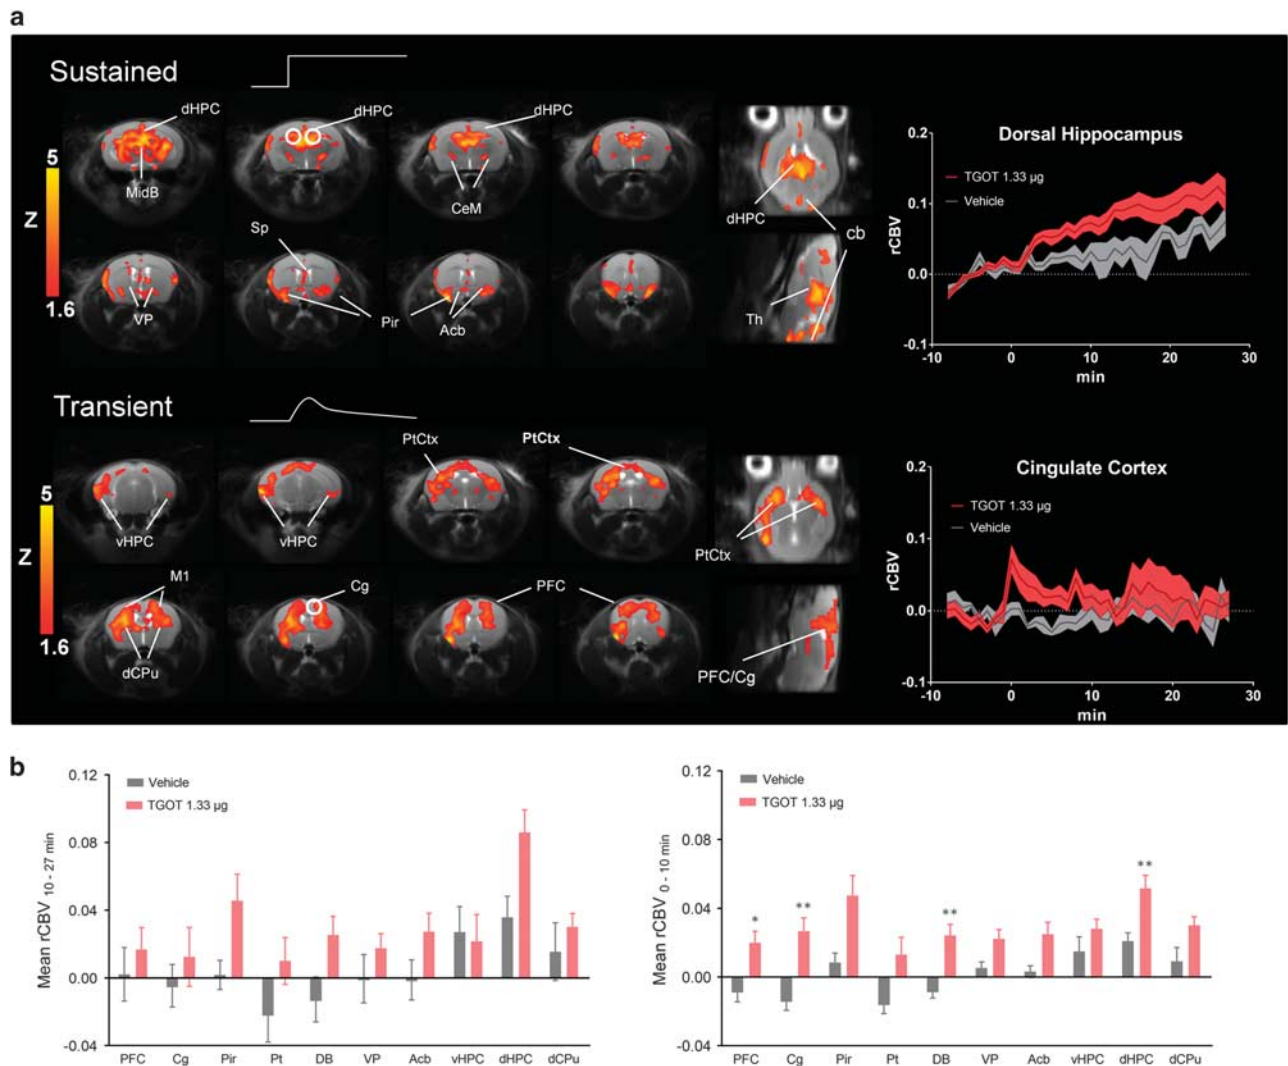 a
Sustained
dHPC
dHPC
dHPC
MidB
CeM
dHPC
cb
Z
5
1.6
Sp
VP
Pir
Acb
Th
Dorsal Hippocampus
TGOT 1.33 µg
Vehicle
rCBV
0.2
0.1
0.0
-0.1
-10 0 10 20 30
min
Transient
PtCtx
PtCtx
vHPC
vHPC
PtCtx
Z
5
1.6
M1
Cg
PFC
dCPu
PFC/Cg
Cingulate Cortex
TGOT 1.33 µg
Vehicle
rCBV
0.2
0.1
0.0
-0.1
-10 0 10 20 30
min
b
Vehicle
TGOT 1.33 µg
Mean rCBV 10 - 27 min
0.12
0.08
0.04
0.00
-0.04
PFC Cg Pir Pt DB VP Acb vHPC dHPC dCPu
Vehicle
TGOT 1.33 µg
Mean rCBV 0 - 10 min
0.12
0.08
0.04
0.00
-0.04
* ** ** **
PFC Cg Pir Pt DB VP Acb vHPC dHPC dCPu